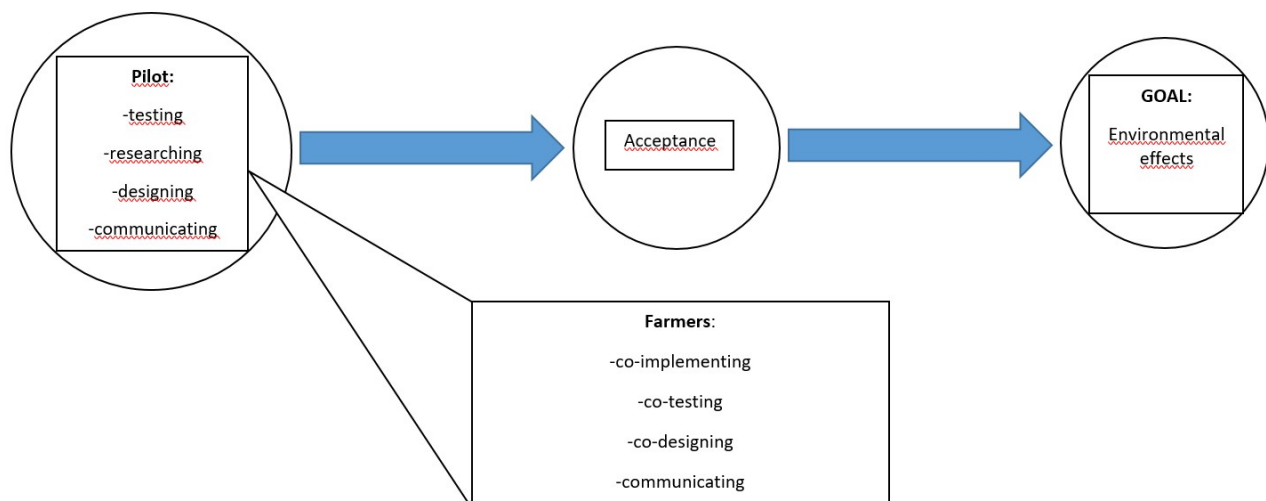 Pilot:
-testing
-researching
-designing
-communicating
Acceptance
GOAL:
Environmental
effects
Farmers:
-co-implementing
-co-testing
-co-designing
-communicating